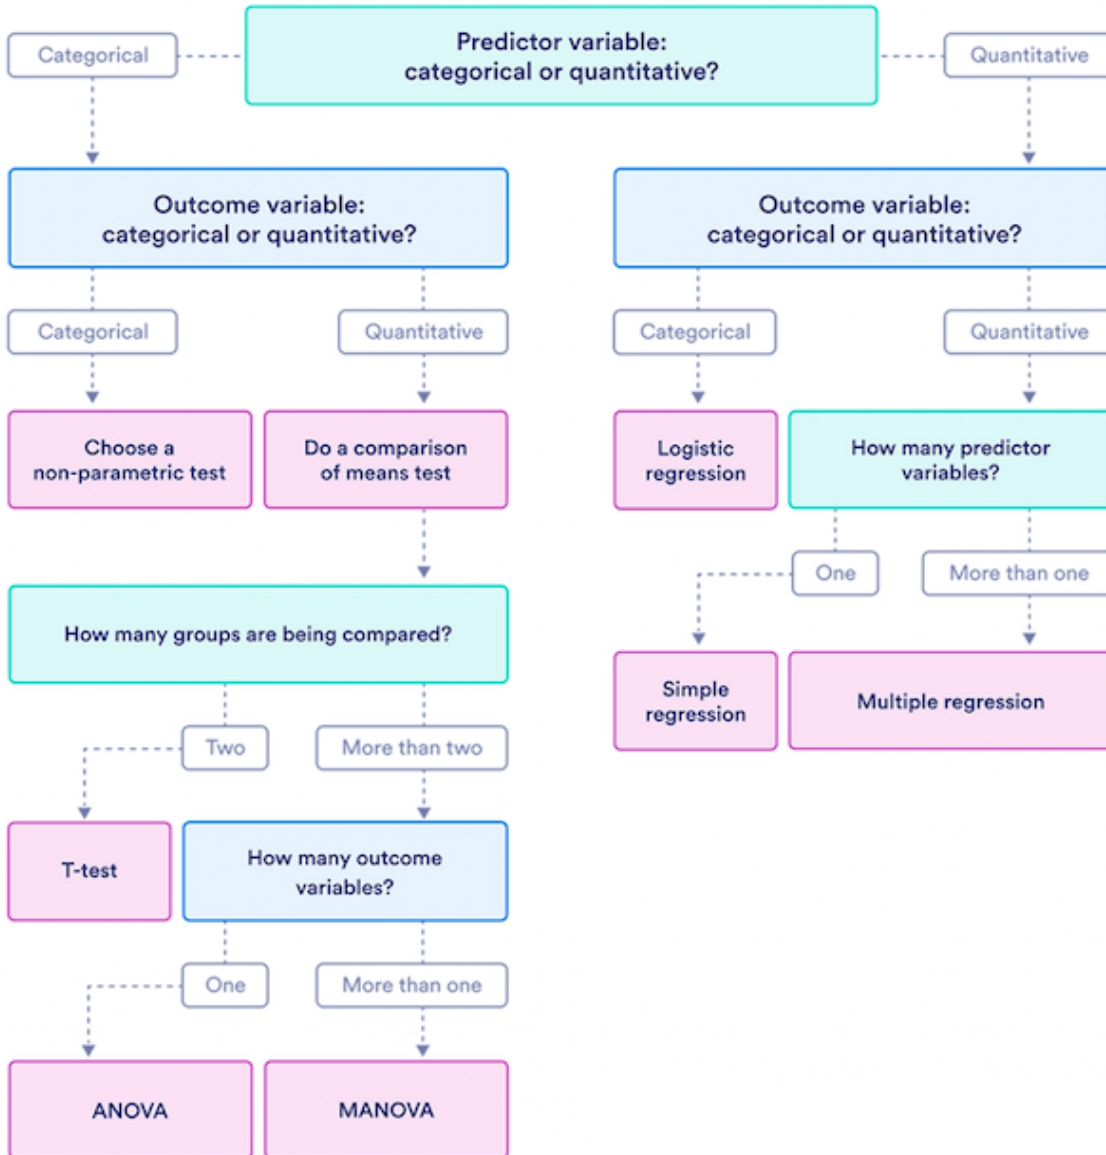 Predictor variable:
categorical or quantitative?
Categorical
Quantitative
Outcome variable:
categorical or quantitative?
Outcome variable:
categorical or quantitative?
Categorical
Quantitative
Categorical
Quantitative
Choose a
non-parametric test
Do a comparison
of means test
Logistic
regression
How many predictor
variables?
One
More than one
How many groups are being compared?
Simple
regression
Multiple regression
Two
More than two
T-test
How many outcome
variables?
One
More than one
ANOVA
MANOVA